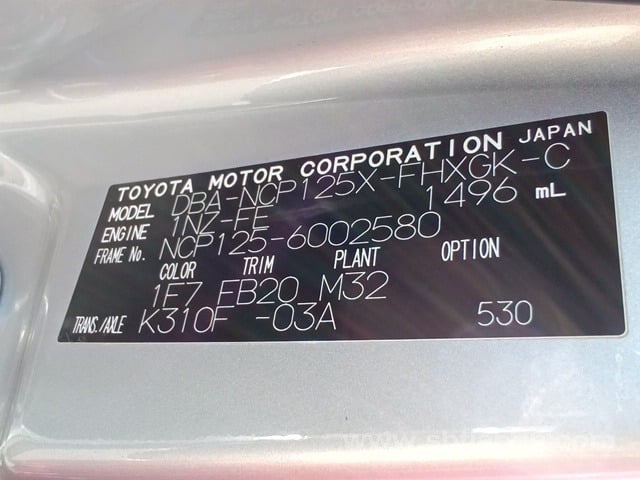 TOYOTA MOTOR CORPORATION JAPAN
MODEL DBA-NCP125X-FHXGK-C
ENGINE 1NZ-FE 1496 mL
FRAME No. NCP125-6002580
COLOR TRIM PLANT OPTION
1E7 FB20 M32
TRANS./AXLE K310F -03A 530